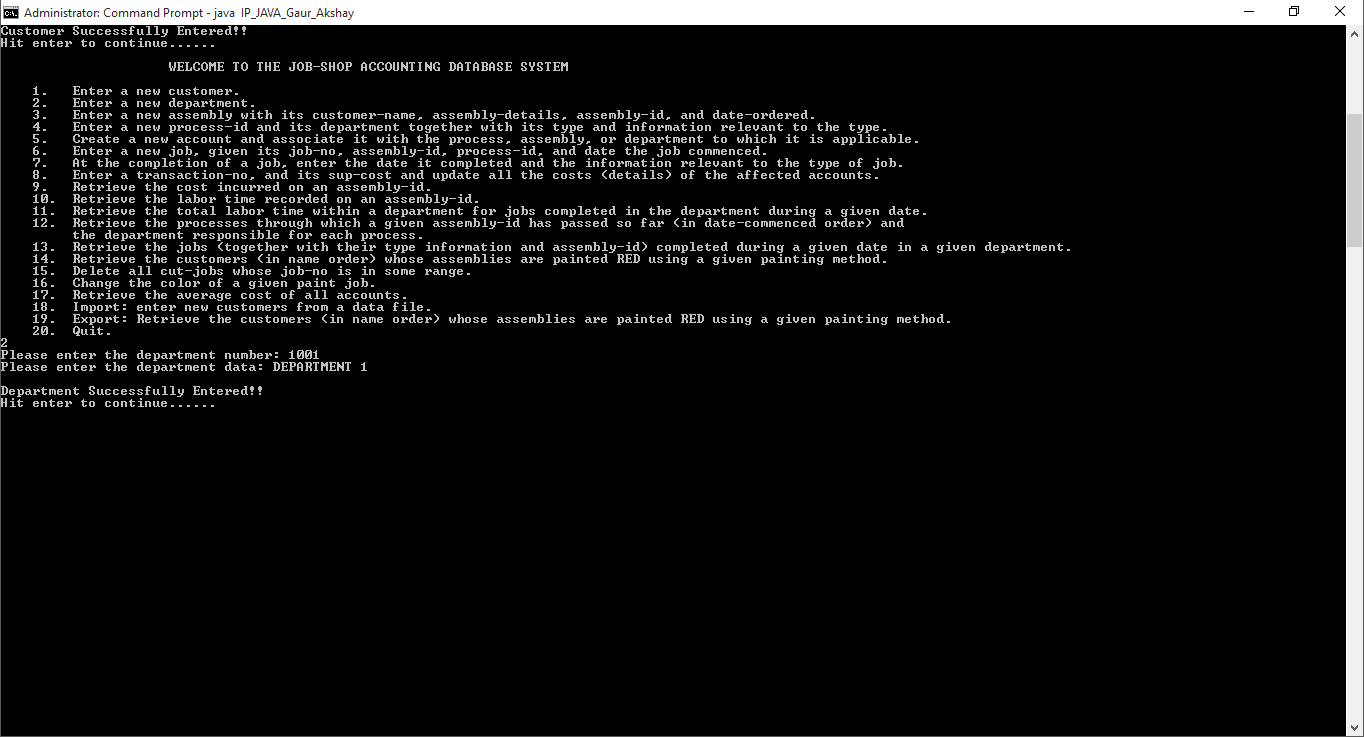 Administrator: Command Prompt - java  IP_JAVA_Gaur_Akshay
Customer Successfully Entered!!
Hit enter to continue......
WELCOME TO THE JOB-SHOP ACCOUNTING DATABASE SYSTEM
1.   Enter a new customer.
2.   Enter a new department.
3.   Enter a new assembly with its customer-name, assembly-details, assembly-id, and date-ordered.
4.   Enter a new process-id and its department together with its type and information relevant to the type.
5.   Create a new account and associate it with the process, assembly, or department to which it is applicable.
6.   Enter a new job, given its job-no, assembly-id, process-id, and date the job commenced.
7.   At the completion of a job, enter the date it completed and the information relevant to the type of job.
8.   Enter a transaction-no, and its sup-cost and update all the costs (details) of the affected accounts.
9.   Retrieve the cost incurred on an assembly-id.
10.  Retrieve the labor time recorded on an assembly-id.
11.  Retrieve the total labor time within a department for jobs completed in the department during a given date.
12.  Retrieve the processes through which a given assembly-id has passed so far (in date-commenced order) and
the department responsible for each process.
13.  Retrieve the jobs (together with their type information and assembly-id) completed during a given date in a given department.
14.  Retrieve the customers (in name order) whose assemblies are painted RED using a given painting method.
15.  Delete all cut-jobs whose job-no is in some range.
16.  Change the color of a given paint job.
17.  Retrieve the average cost of all accounts.
18.  Import: enter new customers from a data file.
19.  Export: Retrieve the customers (in name order) whose assemblies are painted RED using a given painting method.
20.  Quit.
2
Please enter the department number: 1001
Please enter the department data: DEPARTMENT 1
Department Successfully Entered!!
Hit enter to continue......